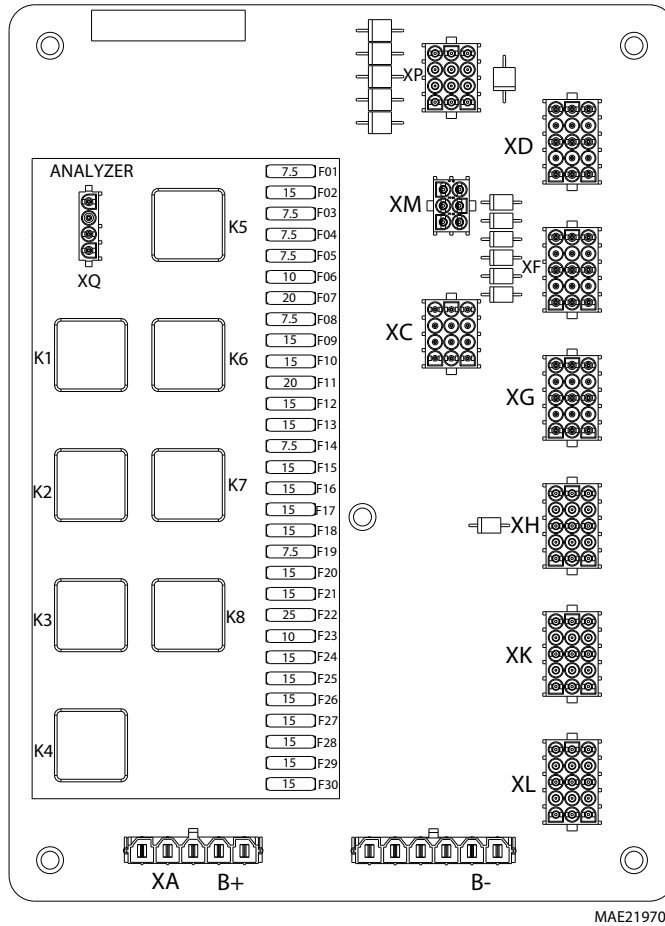 XP
XD
ANALYZER
XQ
K5
7.5 F01
15 F02
7.5 F03
7.5 F04
7.5 F05
10 F06
20 F07
7.5 F08
15 F09
15 F10
20 F11
15 F12
15 F13
7.5 F14
15 F15
15 F16
15 F17
15 F18
7.5 F19
15 F20
15 F21
25 F22
10 F23
15 F24
15 F25
15 F26
15 F27
15 F28
15 F29
15 F30
XM
XF
XC
K1
K6
XG
K2
K7
XH
K3
K8
XK
K4
XL
XA B+
B-
MAE21970